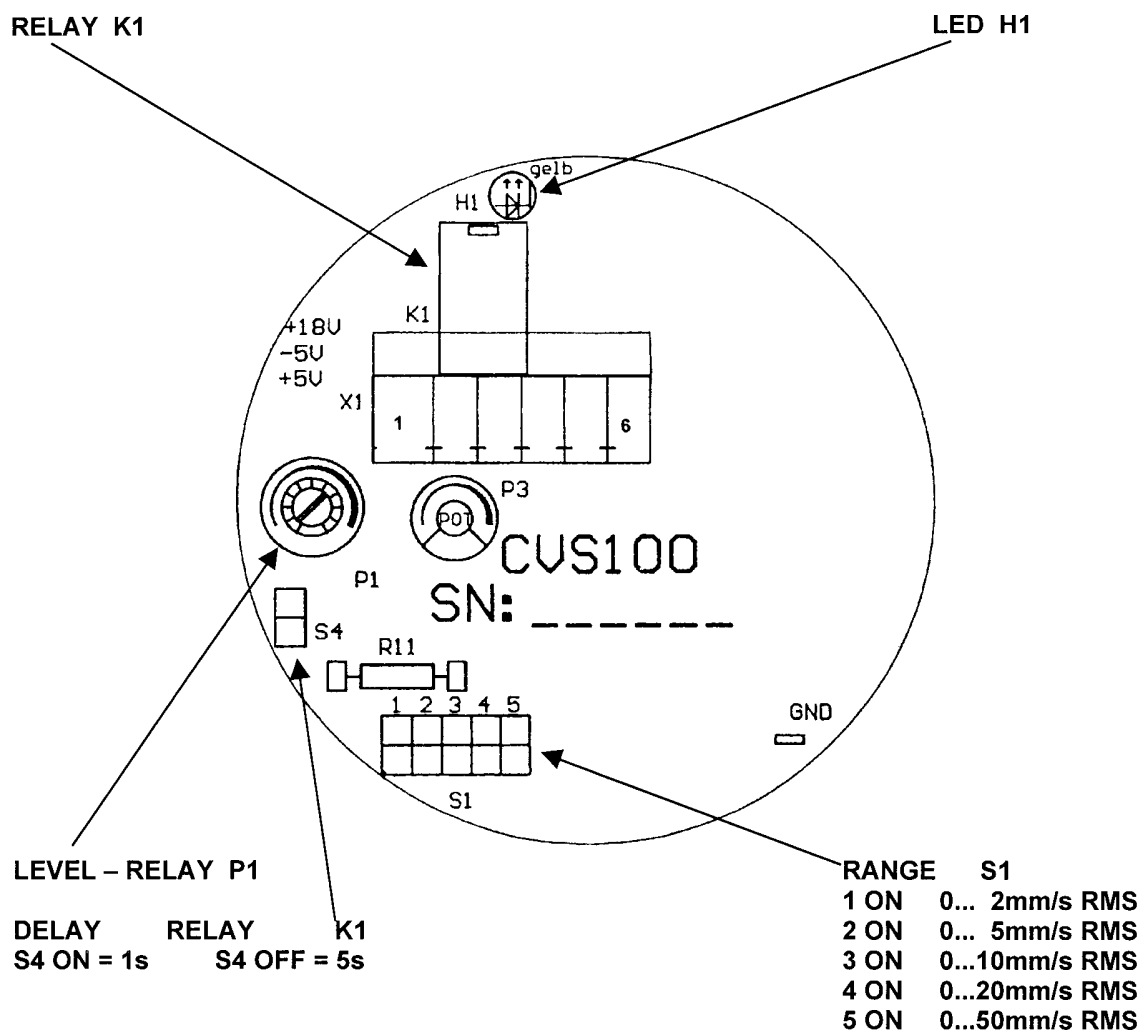 RELAY K1
LED H1
gelb
H1
K1
+18V
-5V
+5V
X1
1
6
P3
POT
CVS100
P1
SN: _ _ _ _ _ _
S4
R11
1 2 3 4 5
GND
S1
LEVEL – RELAY P1
DELAY RELAY K1
S4 ON = 1s S4 OFF = 5s
RANGE S1
1 ON 0... 2mm/s RMS
2 ON 0... 5mm/s RMS
3 ON 0...10mm/s RMS
4 ON 0...20mm/s RMS
5 ON 0...50mm/s RMS